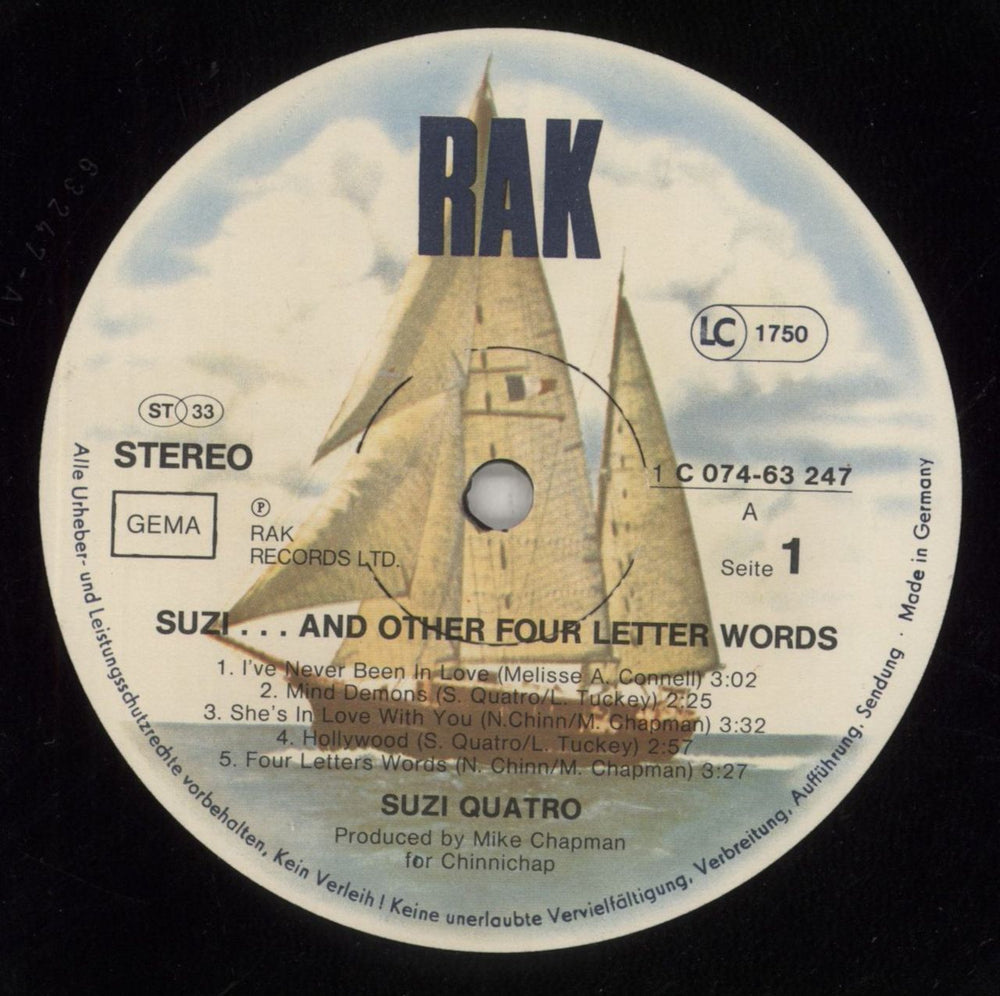 RAK
LC 1750
ST 33
STEREO
GEMA
℗
RAK
RECORDS LTD.
1 C 074-63 247
A
Seite 1
SUZI . . . AND OTHER FOUR LETTER WORDS
1. I've Never Been In Love (Melisse A. Connell) 3:02
2. Mind Demons (S. Quatro/L. Tuckey) 2:25
3. She's In Love With You (N.Chinn/M. Chapman) 3:32
4. Hollywood (S. Quatro/L. Tuckey) 2:57
5. Four Letters Words (N. Chinn/M. Chapman) 3:27
SUZI QUATRO
Produced by Mike Chapman
for Chinnichap
Alle Urheber- und Leistungsschutzrechte vorbehalten, Kein Verleih! Keine unerlaubte Vervielfältigung, Verbreitung, Aufführung, Sendung · Made in Germany